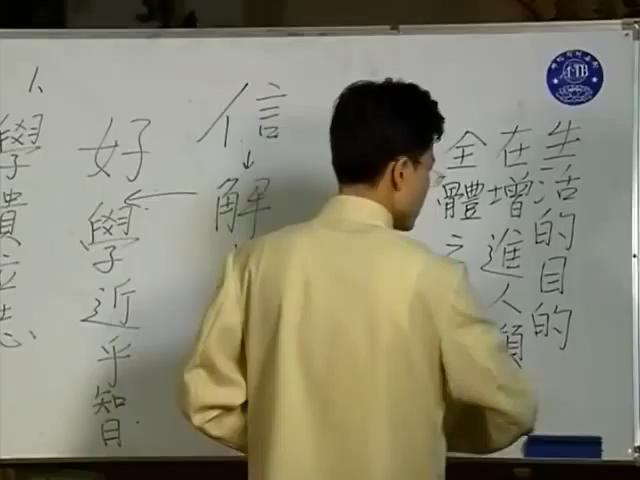 生活的目的
在增進人類
全體之
信
解
好學近乎智
學貴立志